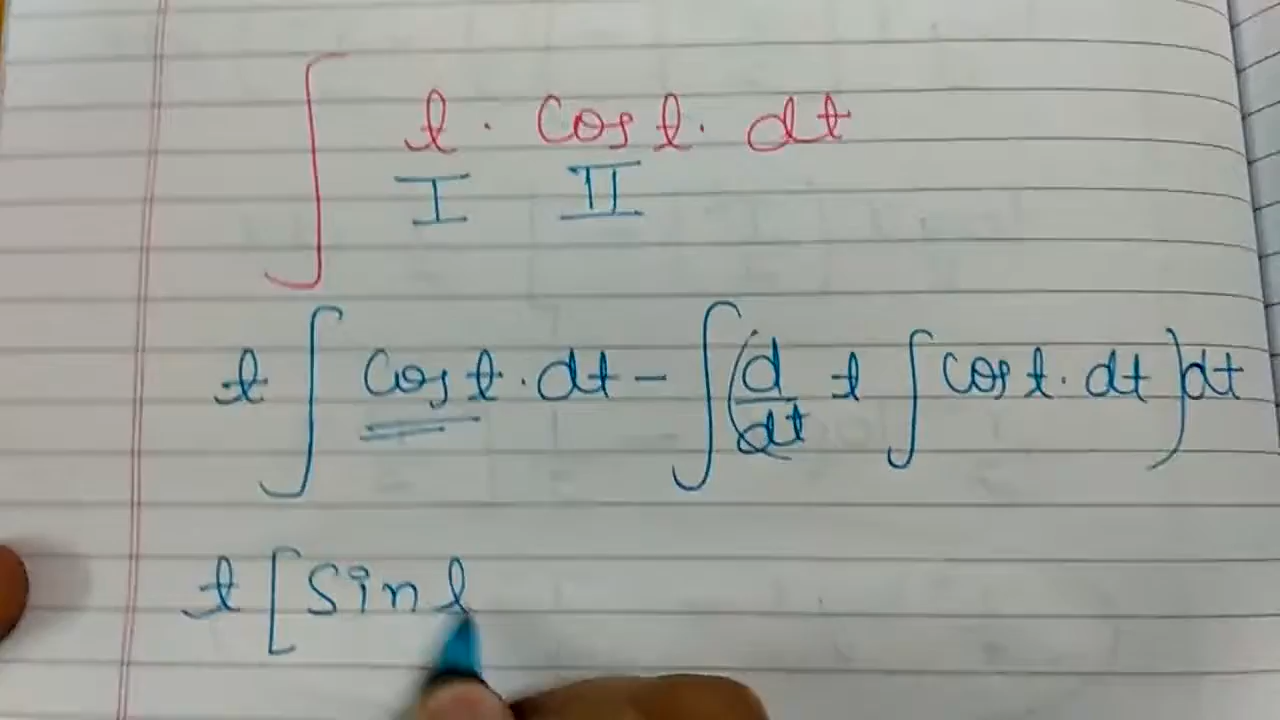 ∫ t · Cos t · dt
I II
t ∫ Cos t · dt - ∫ (d/dt t ∫ Cos t · dt) dt
t [ Sin t